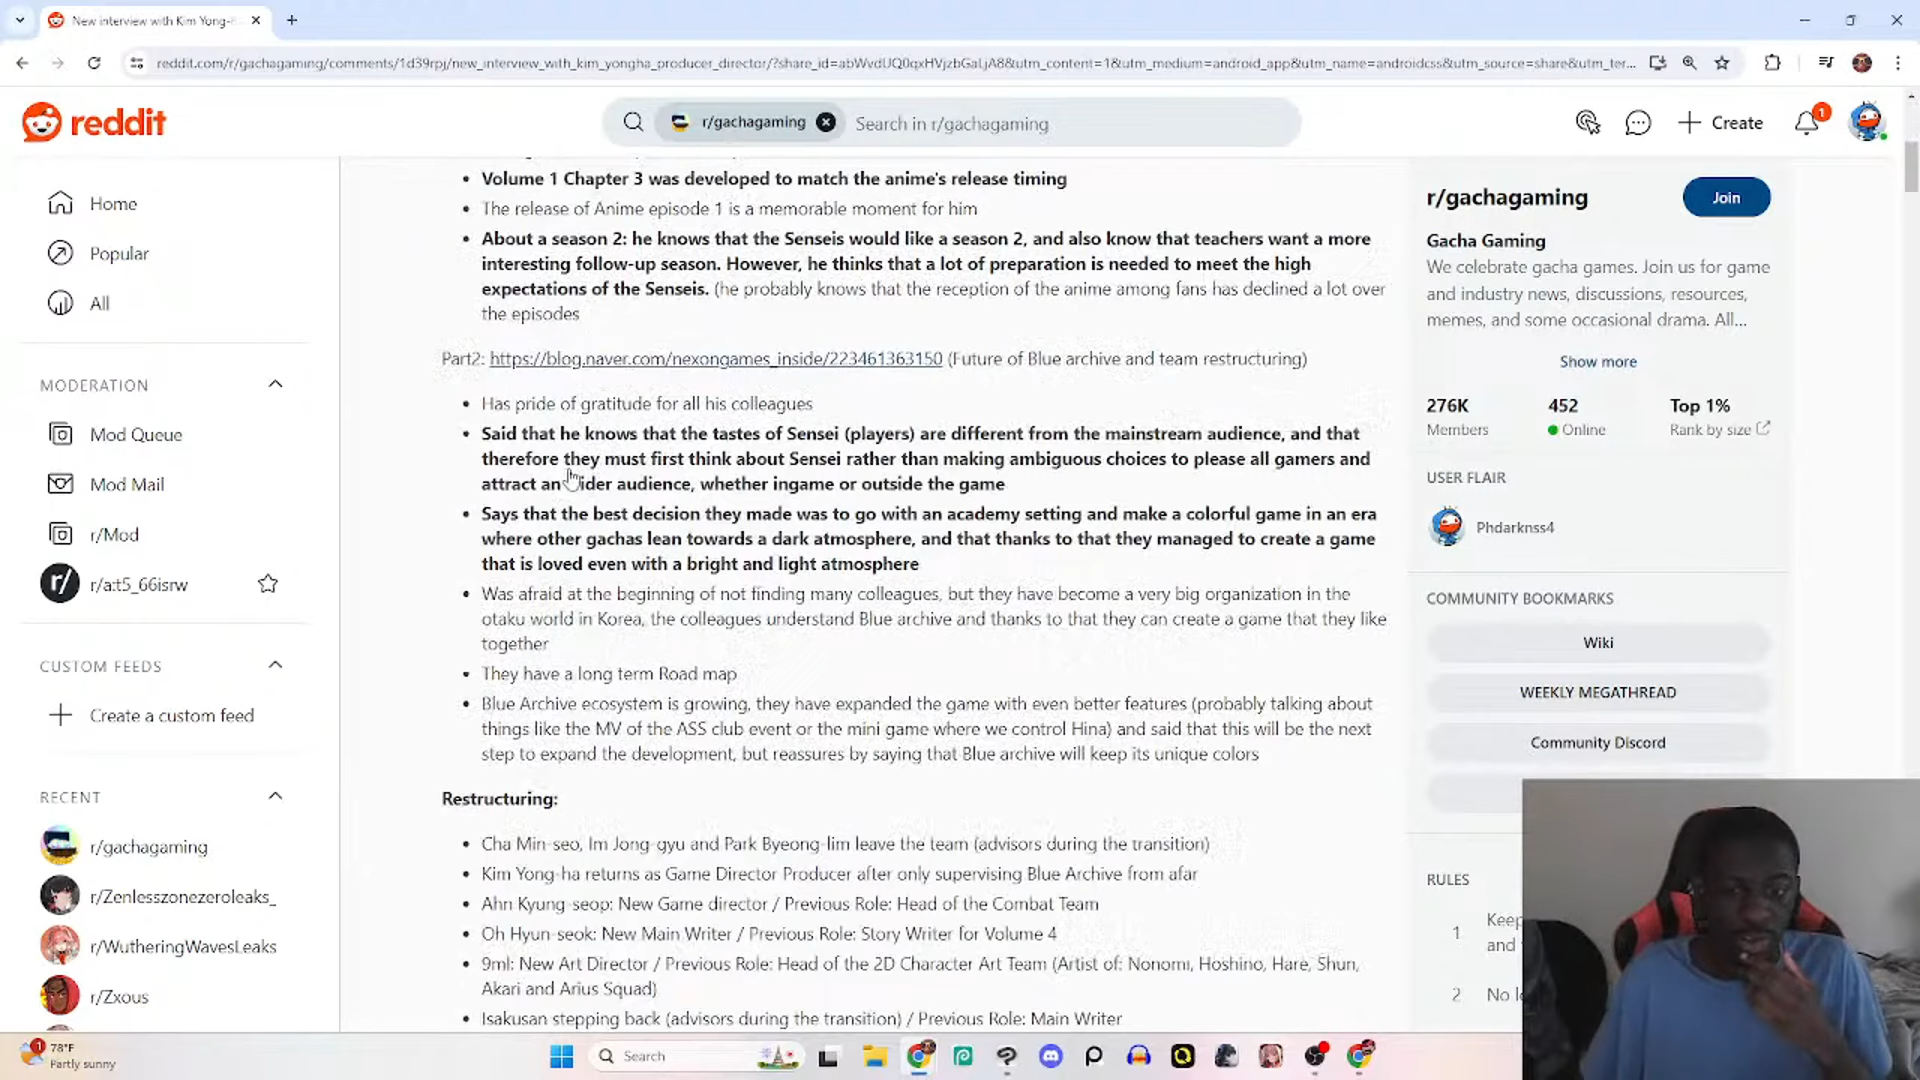 New interview with Kim Yong-
reddit.com/r/gachagaming/comments/1d39rpj/new_interview_with_kim_yongha_producer_director/?share_id=abWvdUQ0qxHVjzbGaLjA8&utm_content=1&utm_medium=android_app&utm_name=androidcss&utm_source=share&utm_ter...
reddit
r/gachagaming
Search in r/gachagaming
Create
1
Home
Popular
All
MODERATION
Mod Queue
Mod Mail
r/Mod
r/
r/a:t5_66isrw
CUSTOM FEEDS
Create a custom feed
RECENT
r/gachagaming
r/Zenlesszonezeroleaks_
r/WutheringWavesLeaks
r/Zxous
• Volume 1 Chapter 3 was developed to match the anime's release timing
• The release of Anime episode 1 is a memorable moment for him
• About a season 2: he knows that the Senseis would like a season 2, and also know that teachers want a more
interesting follow-up season. However, he thinks that a lot of preparation is needed to meet the high
expectations of the Senseis. (he probably knows that the reception of the anime among fans has declined a lot over
the episodes
Part2: https://blog.naver.com/nexongames_inside/223461363150 (Future of Blue archive and team restructuring)
• Has pride of gratitude for all his colleagues
• Said that he knows that the tastes of Sensei (players) are different from the mainstream audience, and that
therefore they must first think about Sensei rather than making ambiguous choices to please all gamers and
attract an ider audience, whether ingame or outside the game
• Says that the best decision they made was to go with an academy setting and make a colorful game in an era
where other gachas lean towards a dark atmosphere, and that thanks to that they managed to create a game
that is loved even with a bright and light atmosphere
• Was afraid at the beginning of not finding many colleagues, but they have become a very big organization in the
otaku world in Korea, the colleagues understand Blue archive and thanks to that they can create a game that they like
together
• They have a long term Road map
• Blue Archive ecosystem is growing, they have expanded the game with even better features (probably talking about
things like the MV of the ASS club event or the mini game where we control Hina) and said that this will be the next
step to expand the development, but reassures by saying that Blue archive will keep its unique colors
Restructuring:
• Cha Min-seo, Im Jong-gyu and Park Byeong-lim leave the team (advisors during the transition)
• Kim Yong-ha returns as Game Director Producer after only supervising Blue Archive from afar
• Ahn Kyung-seop: New Game director / Previous Role: Head of the Combat Team
• Oh Hyun-seok: New Main Writer / Previous Role: Story Writer for Volume 4
• 9ml: New Art Director / Previous Role: Head of the 2D Character Art Team (Artist of: Nonomi, Hoshino, Hare, Shun,
Akari and Arius Squad)
• Isakusan stepping back (advisors during the transition) / Previous Role: Main Writer
r/gachagaming
Join
Gacha Gaming
We celebrate gacha games. Join us for game
and industry news, discussions, resources,
memes, and some occasional drama. All...
Show more
276K 452 Top 1%
Members Online Rank by size
USER FLAIR
Phdarknss4
COMMUNITY BOOKMARKS
Wiki
WEEKLY MEGATHREAD
Community Discord
RULES
1 Keep
and
2 No
1
78°F
Partly sunny
Search